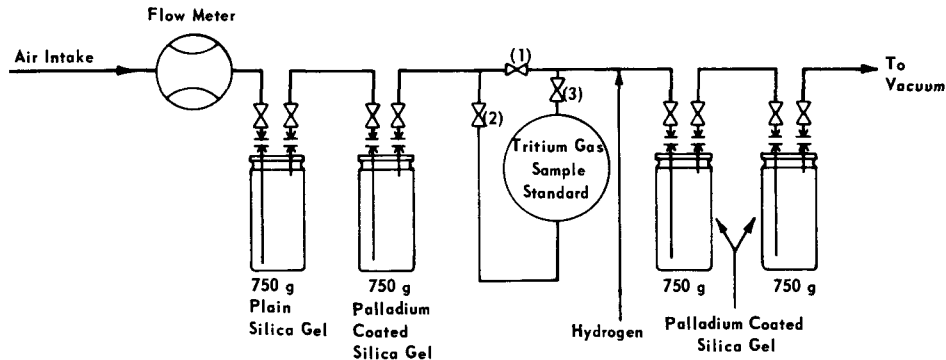 Flow Meter
Air Intake
(1)
(2)
(3)
To
Vacuum
Tritium Gas
Sample
Standard
750 g
Plain
Silica Gel
750 g
Palladium
Coated
Silica Gel
Hydrogen
750 g
750 g
Palladium Coated
Silica Gel